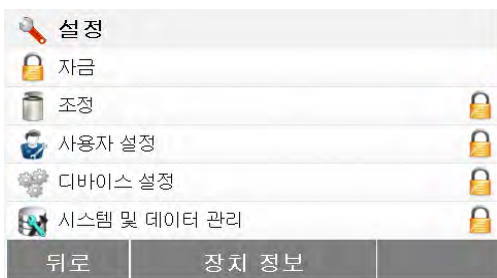 설정
자금
조정
사용자 설정
디바이스 설정
시스템 및 데이터 관리
뒤로 장치 정보